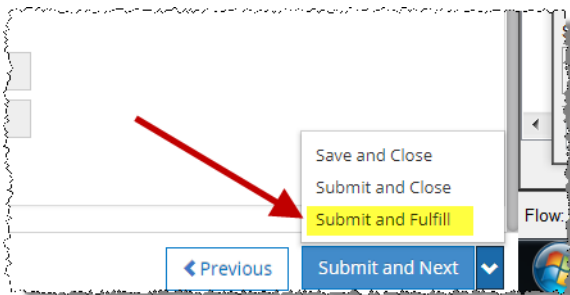 Save and Close
Submit and Close
Submit and Fulfill
Flow:
Previous
Submit and Next